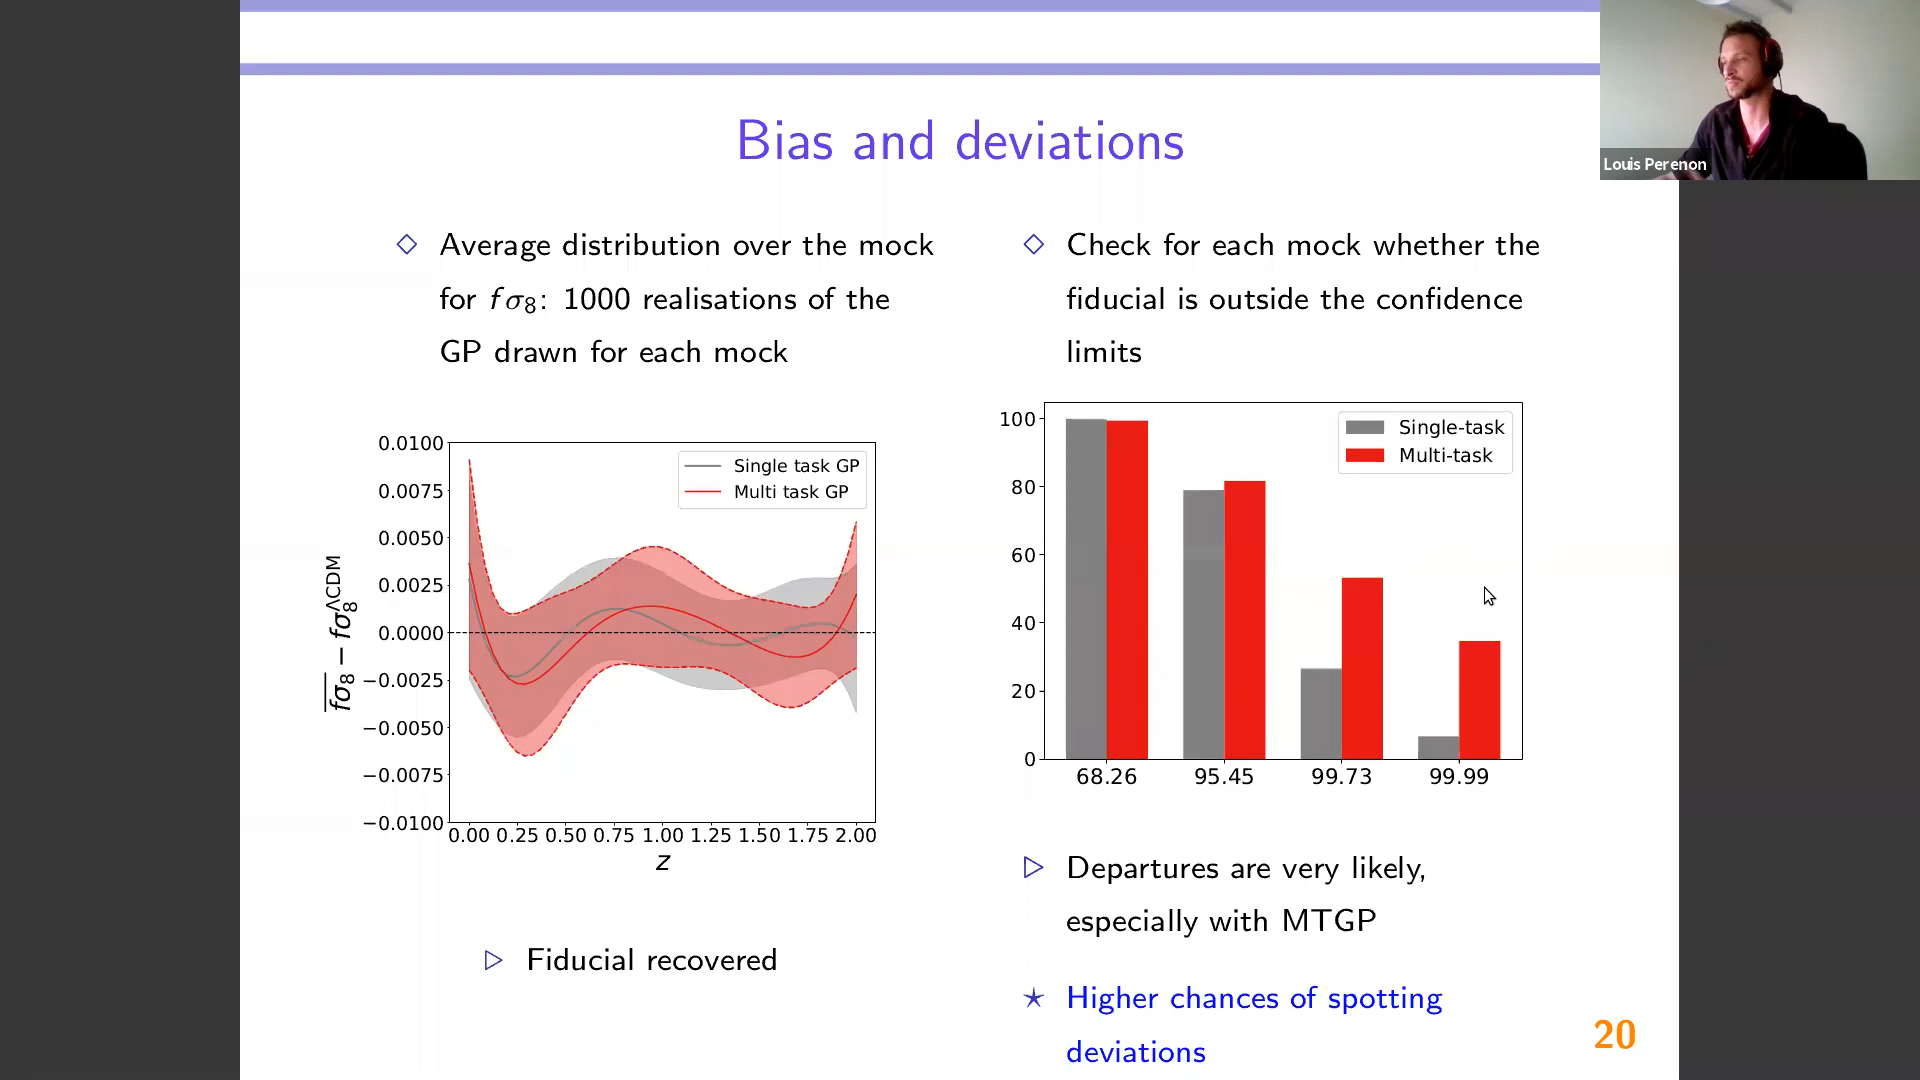 Louis Perenon
Bias and deviations
◇ Average distribution over the mock
for fσ₈: 1000 realisations of the
GP drawn for each mock
0.0100
0.0075
0.0050
0.0025
0.0000
−0.0025
−0.0050
−0.0075
−0.0100
fσ₈ − fσ₈^ΛCDM
Single task GP
Multi task GP
0.00 0.25 0.50 0.75 1.00 1.25 1.50 1.75 2.00
z
▷ Fiducial recovered
◇ Check for each mock whether the
fiducial is outside the confidence
limits
100
80
60
40
20
0
Single-task
Multi-task
68.26 95.45 99.73 99.99
▷ Departures are very likely,
especially with MTGP
★ Higher chances of spotting
deviations
20